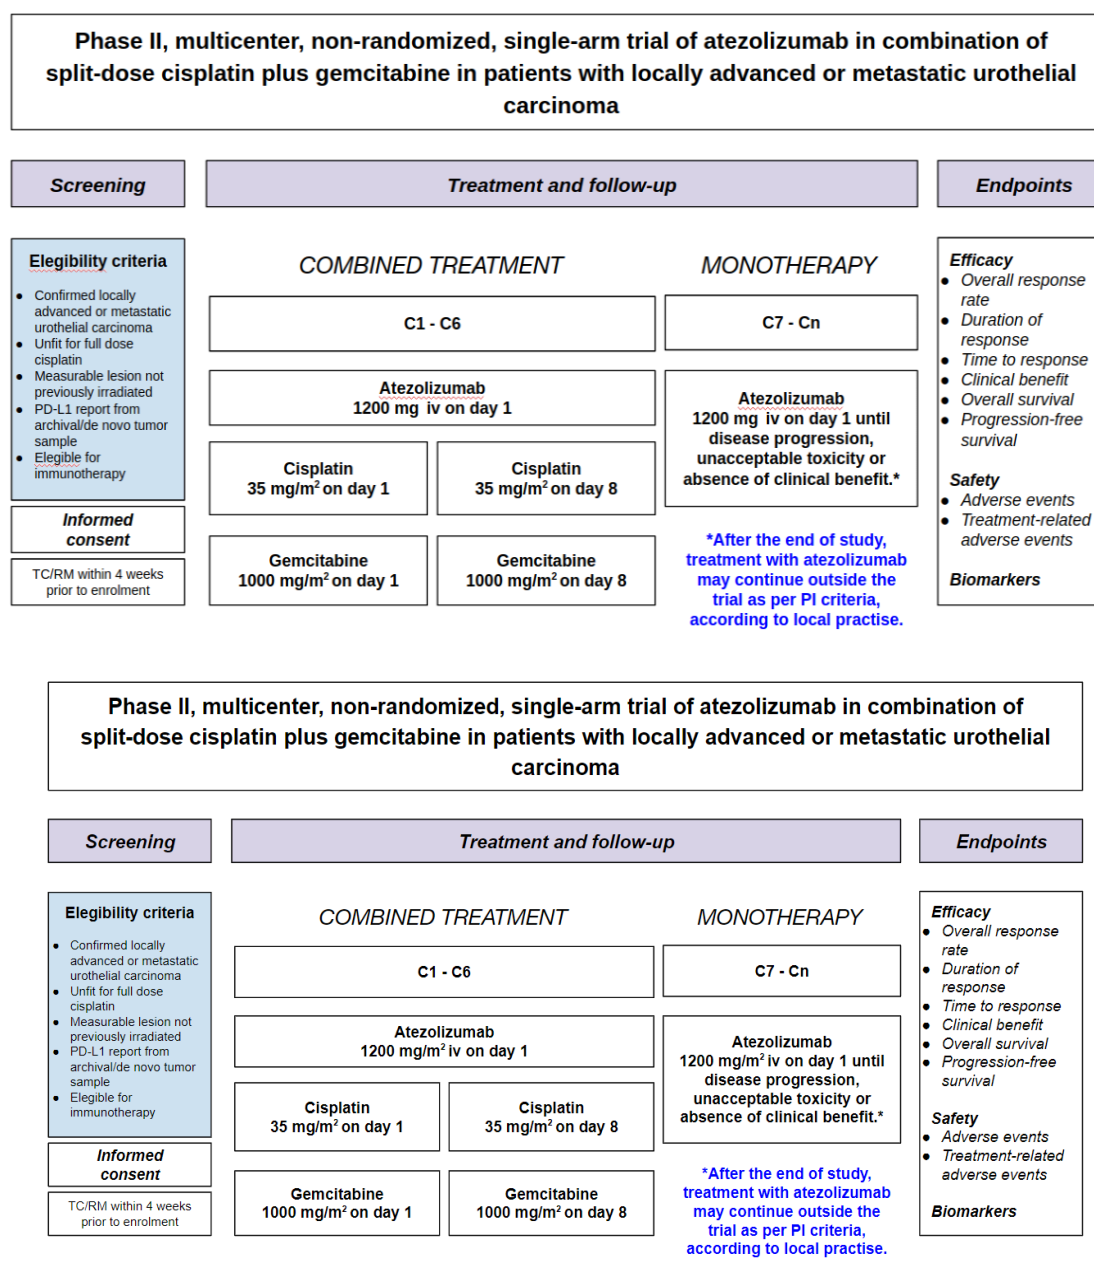 Phase II, multicenter, non-randomized, single-arm trial of atezolizumab in combination of
split-dose cisplatin plus gemcitabine in patients with locally advanced or metastatic urothelial
carcinoma
Screening
Treatment and follow-up
Endpoints
Elegibility criteria
● Confirmed locally
advanced or metastatic
urothelial carcinoma
● Unfit for full dose
cisplatin
● Measurable lesion not
previously irradiated
● PD-L1 report from
archival/de novo tumor
sample
● Elegible for
immunotherapy
Informed
consent
TC/RM within 4 weeks
prior to enrolment
COMBINED TREATMENT
C1 - C6
Atezolizumab
1200 mg iv on day 1
Cisplatin
35 mg/m² on day 1
Cisplatin
35 mg/m² on day 8
Gemcitabine
1000 mg/m² on day 1
Gemcitabine
1000 mg/m² on day 8
MONOTHERAPY
C7 - Cn
Atezolizumab
1200 mg iv on day 1 until
disease progression,
unacceptable toxicity or
absence of clinical benefit.*
*After the end of study,
treatment with atezolizumab
may continue outside the
trial as per PI criteria,
according to local practise.
Efficacy
● Overall response
rate
● Duration of
response
● Time to response
● Clinical benefit
● Overall survival
● Progression-free
survival
Safety
● Adverse events
● Treatment-related
adverse events
Biomarkers
Phase II, multicenter, non-randomized, single-arm trial of atezolizumab in combination of
split-dose cisplatin plus gemcitabine in patients with locally advanced or metastatic urothelial
carcinoma
Screening
Treatment and follow-up
Endpoints
Elegibility criteria
● Confirmed locally
advanced or metastatic
urothelial carcinoma
● Unfit for full dose
cisplatin
● Measurable lesion not
previously irradiated
● PD-L1 report from
archival/de novo tumor
sample
● Elegible for
immunotherapy
Informed
consent
TC/RM within 4 weeks
prior to enrolment
COMBINED TREATMENT
C1 - C6
Atezolizumab
1200 mg/m² iv on day 1
Cisplatin
35 mg/m² on day 1
Cisplatin
35 mg/m² on day 8
Gemcitabine
1000 mg/m² on day 1
Gemcitabine
1000 mg/m² on day 8
MONOTHERAPY
C7 - Cn
Atezolizumab
1200 mg/m² iv on day 1 until
disease progression,
unacceptable toxicity or
absence of clinical benefit.*
*After the end of study,
treatment with atezolizumab
may continue outside the
trial as per PI criteria,
according to local practise.
Efficacy
● Overall response
rate
● Duration of
response
● Time to response
● Clinical benefit
● Overall survival
● Progression-free
survival
Safety
● Adverse events
● Treatment-related
adverse events
Biomarkers